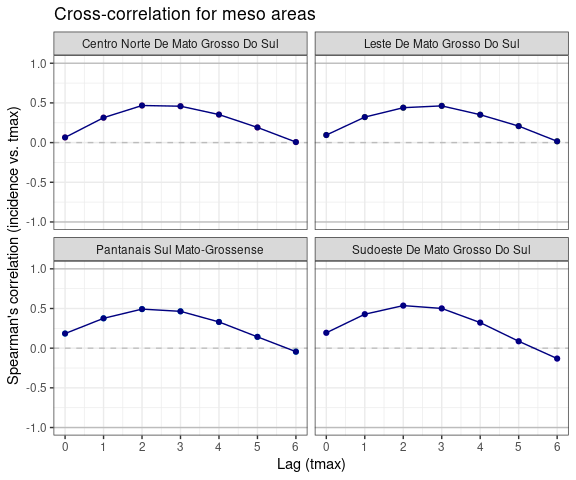 Cross-correlation for meso areas
Centro Norte De Mato Grosso Do Sul
Leste De Mato Grosso Do Sul
1.0
0.5
0.0
-0.5
-1.0
Pantanais Sul Mato-Grossense
Sudoeste De Mato Grosso Do Sul
1.0
0.5
0.0
-0.5
-1.0
0 1 2 3 4 5 6
0 1 2 3 4 5 6
Lag (tmax)
Spearman's correlation (incidence vs. tmax)